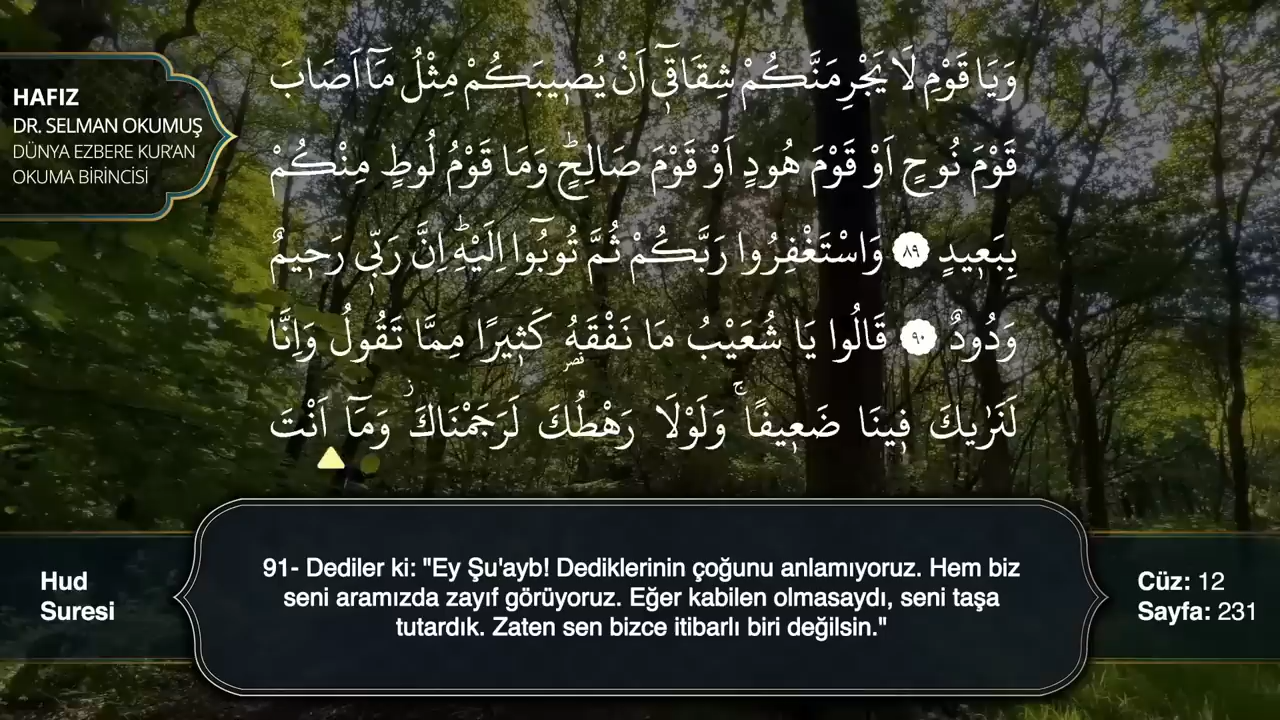 HAFIZ
DR. SELMAN OKUMUŞ
DÜNYA EZBERE KUR'AN
OKUMA BİRİNCİSİ
وَيَا قَوْمِ لَا يَجْرِمَنَّكُمْ شِقَاقٖٓي اَنْ يُصٖيبَكُمْ مِثْلُ مَٓا اَصَابَ
قَوْمَ نُوحٍ اَوْ قَوْمَ هُودٍ اَوْ قَوْمَ صَالِحٍؕ وَمَا قَوْمُ لُوطٍ مِنْكُمْ
بِبَعٖيدٍ ﴿٨٩﴾ وَاسْتَغْفِرُوا رَبَّكُمْ ثُمَّ تُوبُٓوا اِلَيْهِؕ اِنَّ رَبّٖي رَحٖيمٌ
وَدُودٌ ﴿٩٠﴾ قَالُوا يَا شُعَيْبُ مَا نَفْقَهُ كَثٖيرًا مِمَّا تَقُولُ وَاِنَّا
لَنَرٰيكَ فٖينَا ضَعٖيفًاۚ وَلَوْلَا رَهْطُكَ لَرَجَمْنَاكَؗ وَمَٓا اَنْتَ
91- Dediler ki: "Ey Şu'ayb! Dediklerinin çoğunu anlamıyoruz. Hem biz
seni aramızda zayıf görüyoruz. Eğer kabilen olmasaydı, seni taşa
tutardık. Zaten sen bizce itibarlı biri değilsin."
Hud
Suresi
Cüz: 12
Sayfa: 231